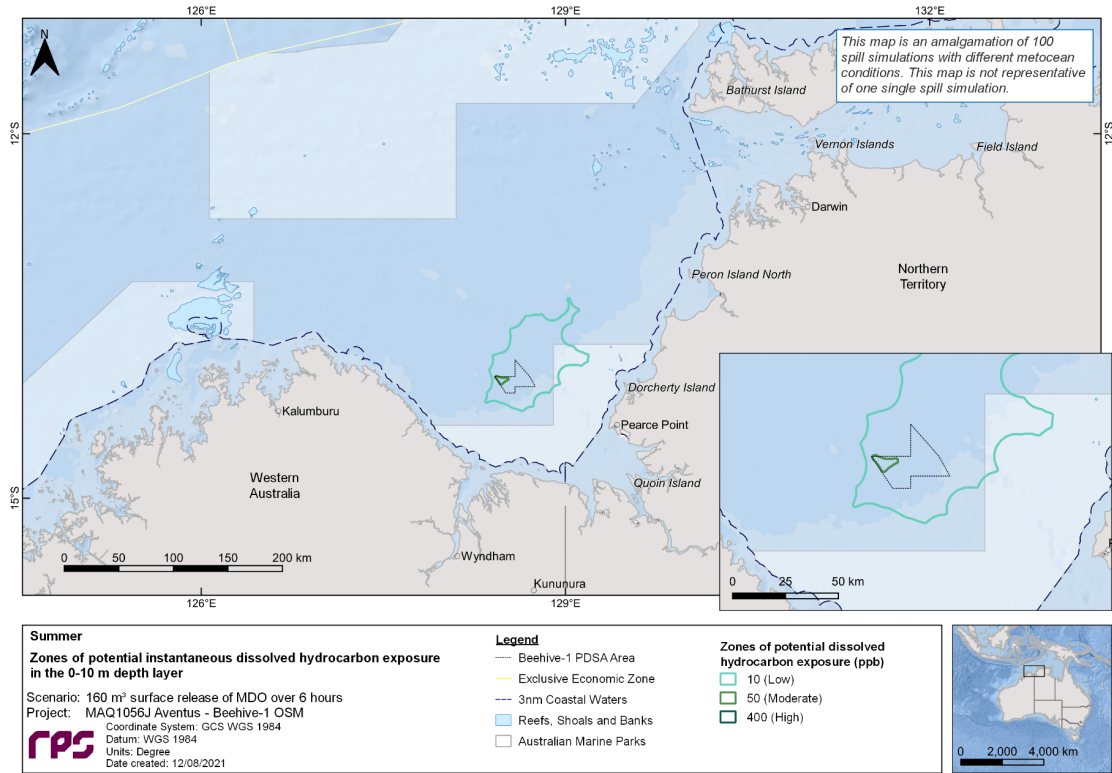 126°E
129°E
132°E
N
This map is an amalgamation of 100
spill simulations with different metocean
conditions. This map is not representative
of one single spill simulation.
Bathurst Island
12°S
12°S
Vernon Islands
Field Island
Darwin
Peron Island North
Northern
Territory
Dorcherty Island
Kalumburu
Pearce Point
Western
Australia
Quoin Island
15°S
0 50 100 150 200 km
Wyndham
Kununura
0 25 50 km
126°E
129°E
Summer
Zones of potential instantaneous dissolved hydrocarbon exposure
in the 0-10 m depth layer
Scenario: 160 m³ surface release of MDO over 6 hours
Project: MAQ1056J Aventus - Beehive-1 OSM
Coordinate System: GCS WGS 1984
Datum: WGS 1984
Units: Degree
Date created: 12/08/2021
rps
Legend
Beehive-1 PDSA Area
Exclusive Economic Zone
3nm Coastal Waters
Reefs, Shoals and Banks
Australian Marine Parks
Zones of potential dissolved
hydrocarbon exposure (ppb)
10 (Low)
50 (Moderate)
400 (High)
0 2,000 4,000 km